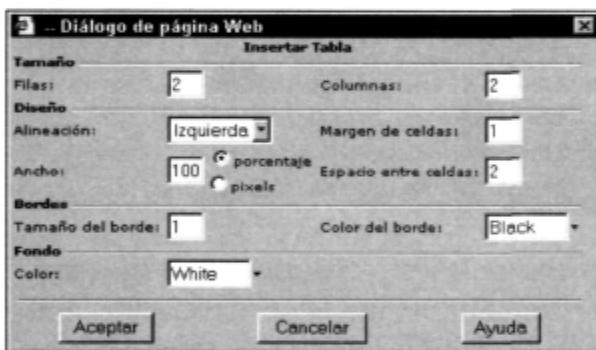 -- Diálogo de página Web
Insertar Tabla
Tamaño
Filas: 2 Columnas: 2
Diseño
Alineación: Izquierda Margen de celdas: 1
Ancho: 100 porcentaje pixels Espacio entre celdas: 2
Bordes
Tamaño del borde: 1 Color del borde: Black
Fondo
Color: White
Aceptar Cancelar Ayuda